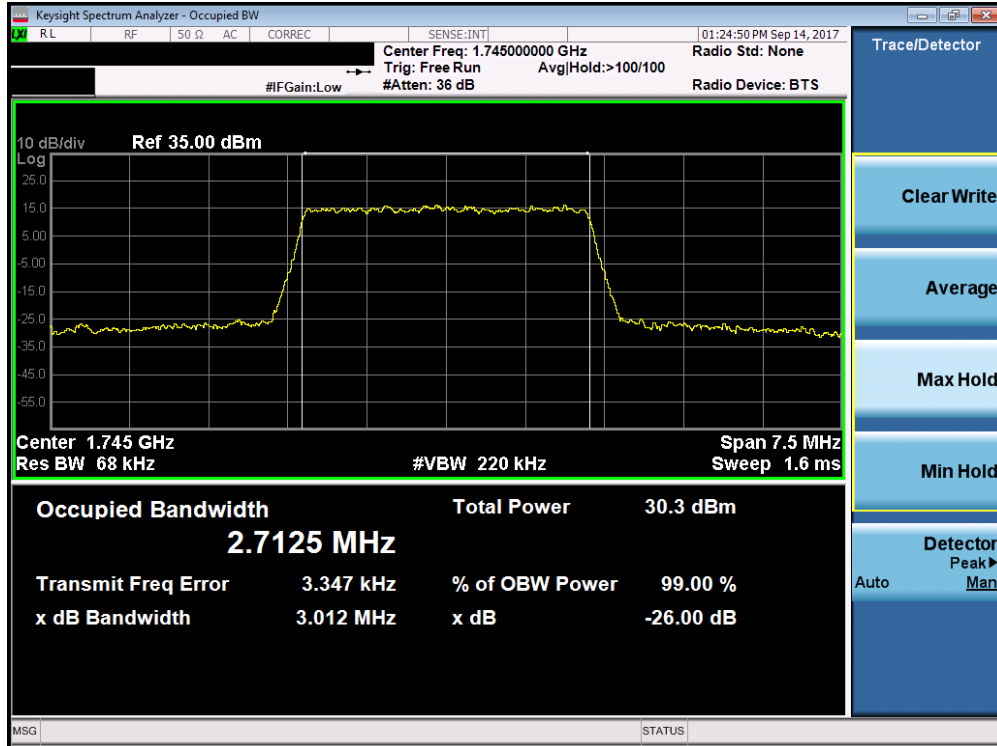 Keysight Spectrum Analyzer - Occupied BW
LXI RL RF 50 Ω AC CORREC SENSE:INT 01:24:50 PM Sep 14, 2017
Center Freq: 1.745000000 GHz Radio Std: None
Trig: Free Run Avg|Hold:>100/100
#IFGain:Low #Atten: 36 dB Radio Device: BTS
Trace/Detector
10 dB/div Ref 35.00 dBm
Log
25.0
15.0
5.00
-5.00
-15.0
-25.0
-35.0
-45.0
-55.0
Center 1.745 GHz Span 7.5 MHz
Res BW 68 kHz #VBW 220 kHz Sweep 1.6 ms
Occupied Bandwidth Total Power 30.3 dBm
2.7125 MHz
Transmit Freq Error 3.347 kHz % of OBW Power 99.00 %
x dB Bandwidth 3.012 MHz x dB -26.00 dB
Clear Write
Average
Max Hold
Min Hold
Detector
Peak▶
Auto Man
MSG STATUS